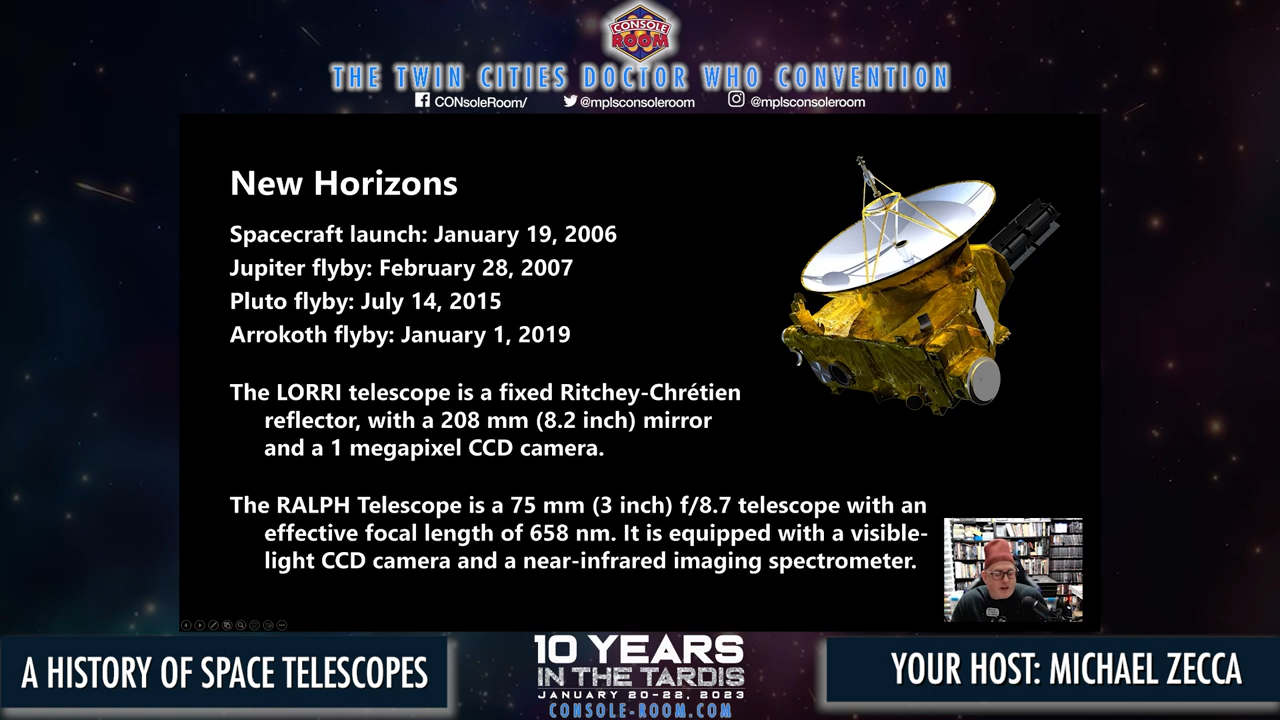 CONSOLE
ROOM
THE TWIN CITIES DOCTOR WHO CONVENTION
CONsoleRoom/ @mplsconsoleroom @mplsconsoleroom
New Horizons
Spacecraft launch: January 19, 2006
Jupiter flyby: February 28, 2007
Pluto flyby: July 14, 2015
Arrokoth flyby: January 1, 2019
The LORRI telescope is a fixed Ritchey-Chrétien
reflector, with a 208 mm (8.2 inch) mirror
and a 1 megapixel CCD camera.
The RALPH Telescope is a 75 mm (3 inch) f/8.7 telescope with an
effective focal length of 658 nm. It is equipped with a visible-
light CCD camera and a near-infrared imaging spectrometer.
A HISTORY OF SPACE TELESCOPES
10 YEARS
IN THE TARDIS
JANUARY 20-22, 2023
CONSOLE-ROOM.COM
YOUR HOST: MICHAEL ZECCA